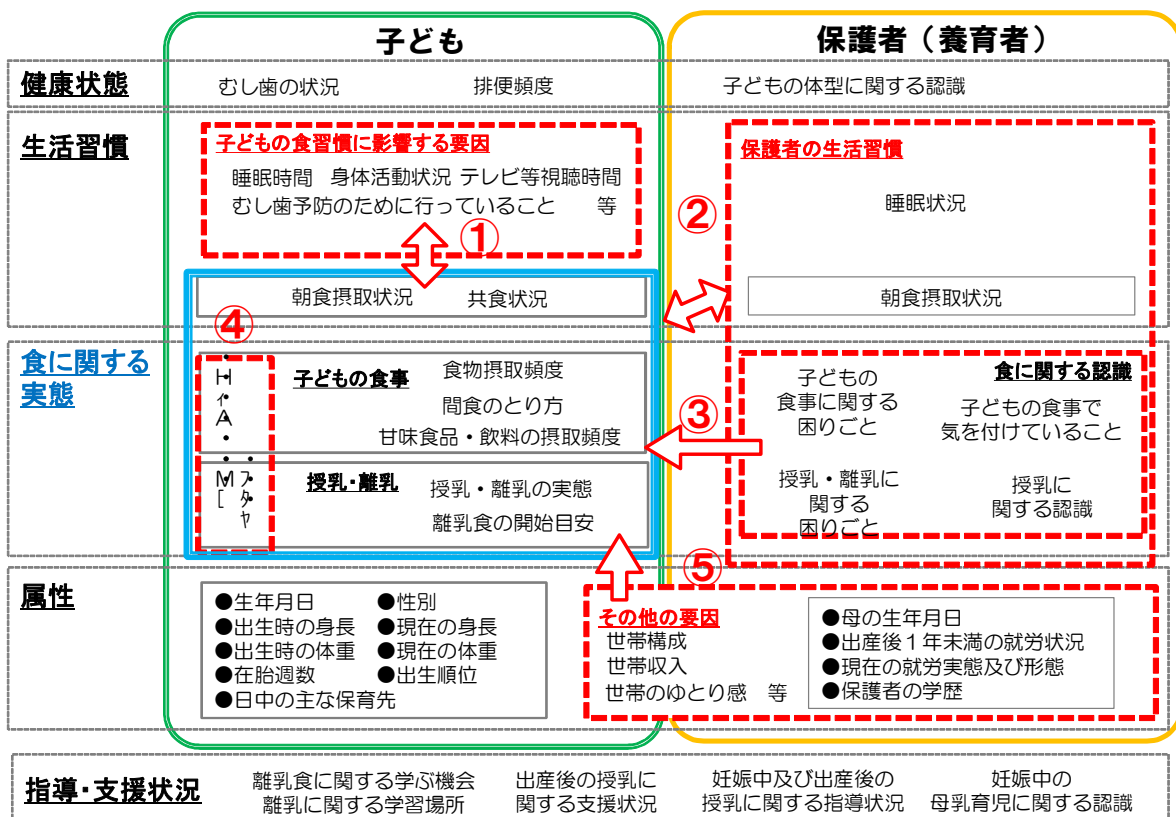 子ども
保護者（養育者）
健康状態
むし歯の状況
排便頻度
子どもの体型に関する認識
生活習慣
子どもの食習慣に影響する要因
睡眠時間 身体活動状況 テレビ等視聴時間
むし歯予防のために行っていること 等
①
②
保護者の生活習慣
睡眠状況
朝食摂取状況
共食状況
朝食摂取状況
④
食に関する
実態
子どもの食事
食物摂取頻度
間食のとり方
甘味食品・飲料の摂取頻度
③
子どもの
食事に関する
困りごと
食に関する認識
子どもの食事で
気を付けていること
授乳・離乳
授乳・離乳の実態
離乳食の開始目安
授乳・離乳に
関する
困りごと
授乳に
関する認識
⑤
属性
●生年月日 ●性別
●出生時の身長 ●現在の身長
●出生時の体重 ●現在の体重
●在胎週数 ●出生順位
●日中の主な保育先
その他の要因
世帯構成
世帯収入
世帯のゆとり感 等
●母の生年月日
●出産後１年未満の就労状況
●現在の就労実態及び形態
●保護者の学歴
指導・支援状況
離乳食に関する学ぶ機会
離乳に関する学習場所
出産後の授乳に
関する支援状況
妊娠中及び出産後の
授乳に関する指導状況
妊娠中の
母乳育児に関する認識